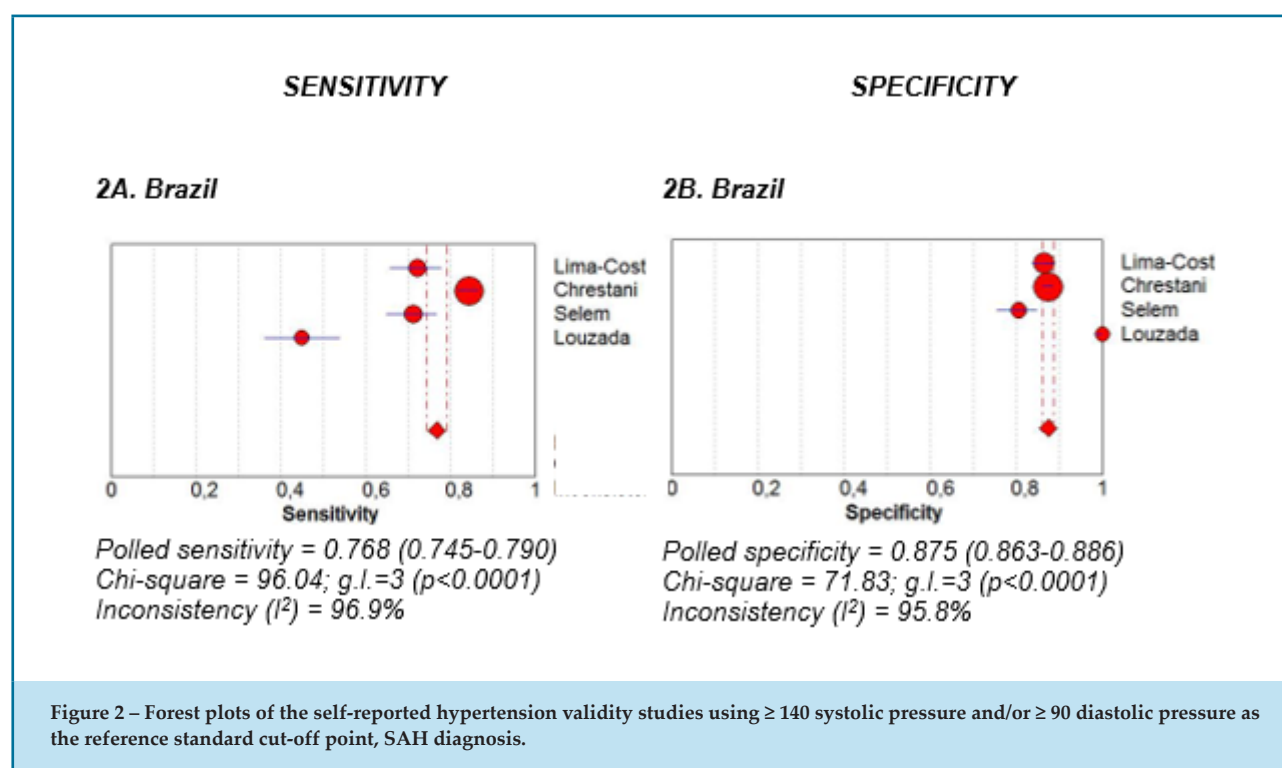 SENSITIVITY
2A. Brazil
Lima-Cost
Chrestani
Selem
Louzada
0 0,2 0,4 0,6 0,8 1
Sensitivity
Polled sensitivity = 0.768 (0.745-0.790)
Chi-square = 96.04; g.l.=3 (p<0.0001)
Inconsistency (I²) = 96.9%
SPECIFICITY
2B. Brazil
Lima-Cost
Chrestani
Selem
Louzada
0 0,2 0,4 0,6 0,8 1
Specificity
Polled specificity = 0.875 (0.863-0.886)
Chi-square = 71.83; g.l.=3 (p<0.0001)
Inconsistency (I²) = 95.8%
Figure 2 – Forest plots of the self-reported hypertension validity studies using ≥ 140 systolic pressure and/or ≥ 90 diastolic pressure as
the reference standard cut-off point, SAH diagnosis.